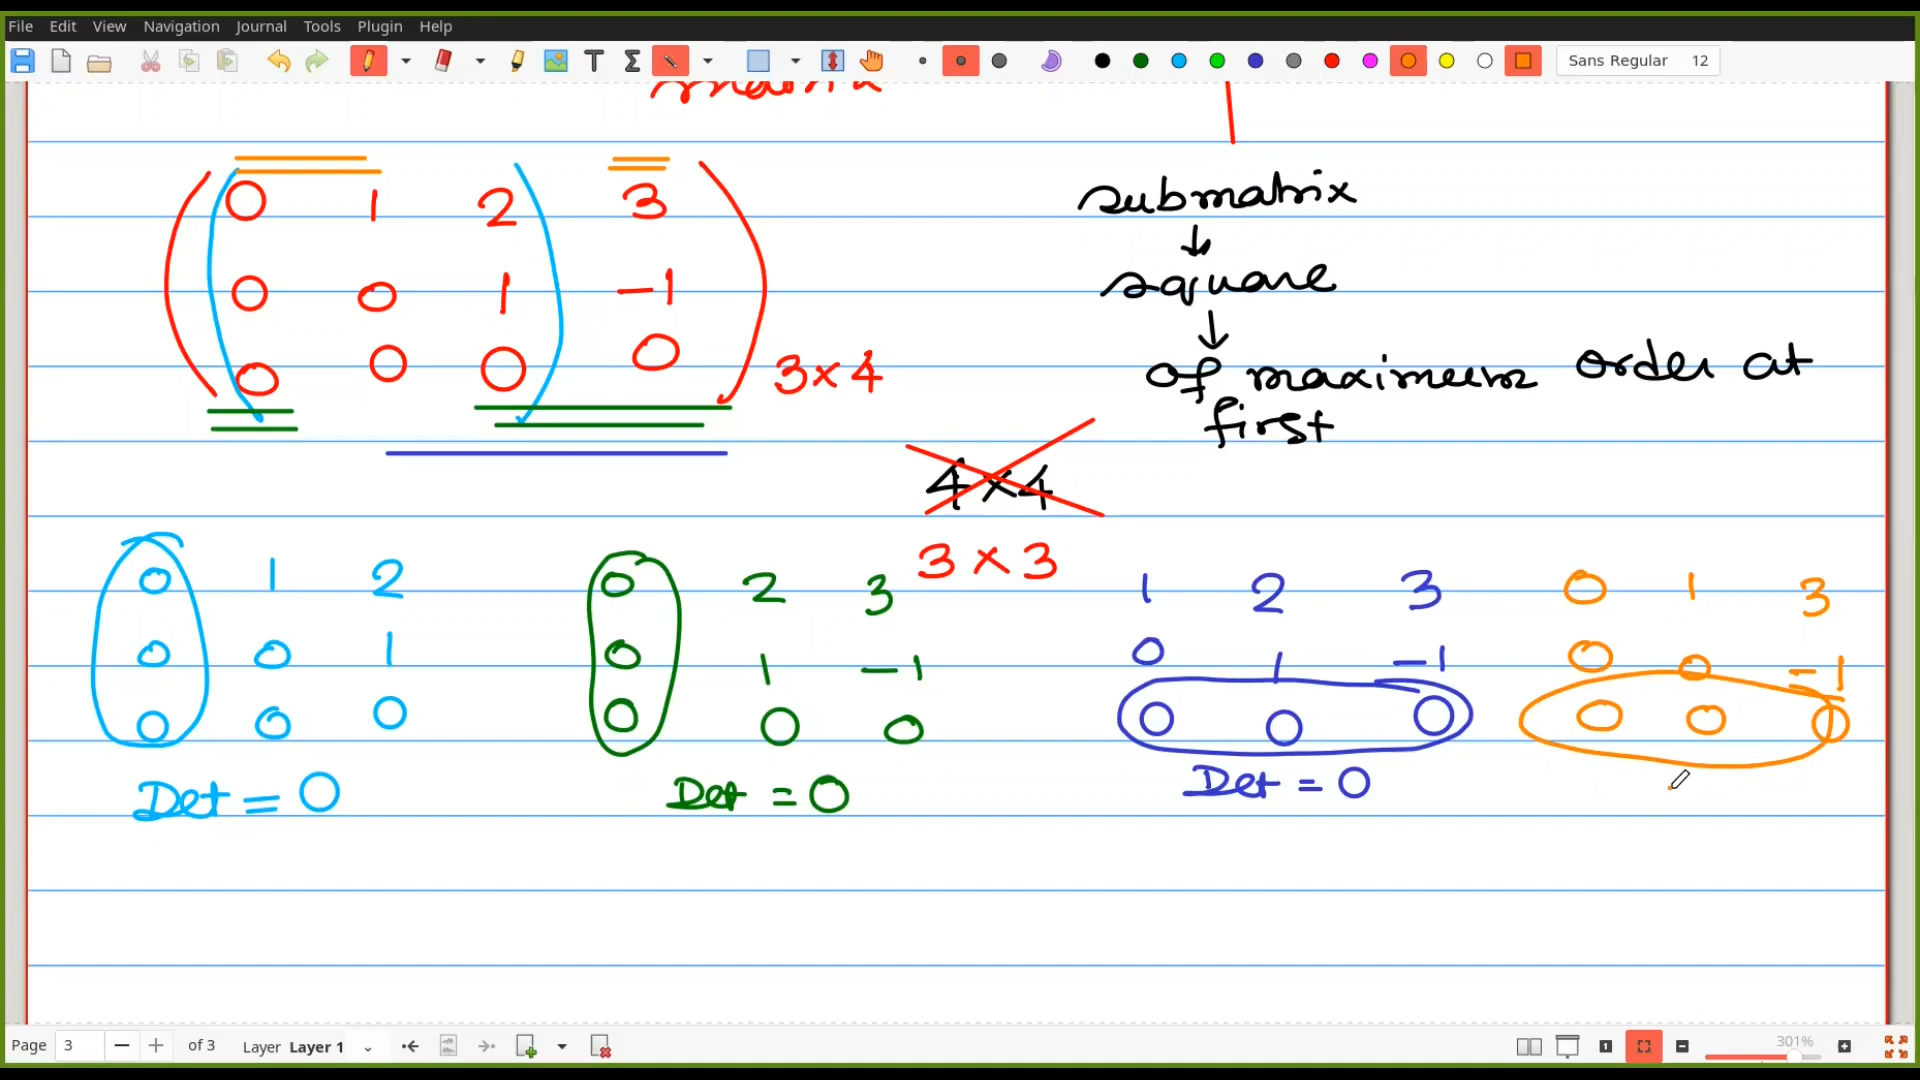 File Edit View Navigation Journal Tools Plugin Help
Sans Regular 12
matrix
0 1 2 3
0 0 1 -1
0 0 0 0
3×4
submatrix
↓
square
↓
of maximum order at
first
4×4
3×3
0 1 2
0 0 1
0 0 0
Det = 0
0 2 3
0 1 -1
0 0 0
Det = 0
1 2 3
0 1 -1
0 0 0
Det = 0
0 1 3
0 0 -1
0 0 0
Page 3 of 3 Layer Layer 1 301%